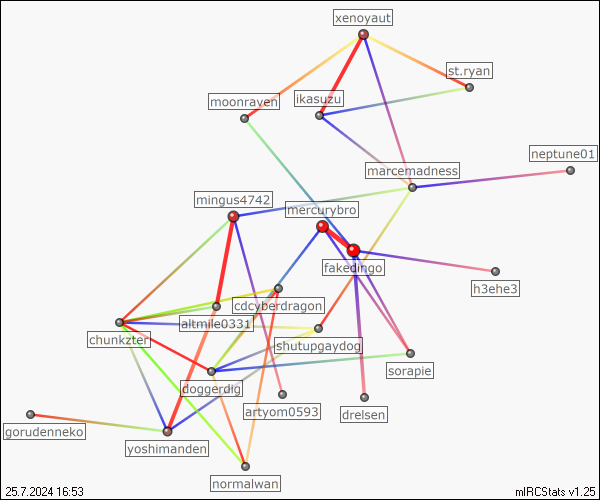 xenoyaut
st.ryan
moonraven
ikasuzu
neptune01
marcemadness
mingus4742
mercurybro
fakedingo
h3ehe3
cdcyberdragon
altmile0331
chunkzter
shutupgaydog
sorapie
doggerdig
artyom0593
drelsen
gorudenneko
yoshimanden
normalwan
25.7.2024 16:53
mIRCStats v1.25